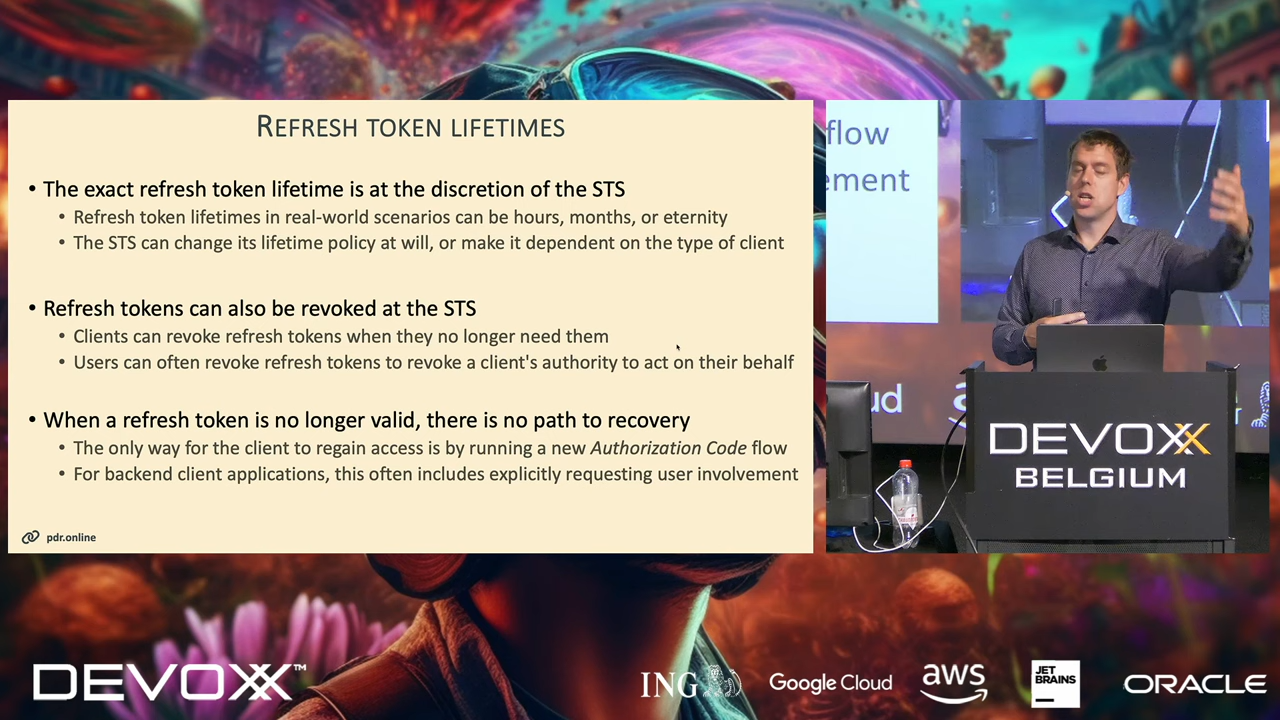 REFRESH TOKEN LIFETIMES
• The exact refresh token lifetime is at the discretion of the STS
• Refresh token lifetimes in real-world scenarios can be hours, months, or eternity
• The STS can change its lifetime policy at will, or make it dependent on the type of client
• Refresh tokens can also be revoked at the STS
• Clients can revoke refresh tokens when they no longer need them
• Users can often revoke refresh tokens to revoke a client's authority to act on their behalf
• When a refresh token is no longer valid, there is no path to recovery
• The only way for the client to regain access is by running a new Authorization Code flow
• For backend client applications, this often includes explicitly requesting user involvement
pdr.online
flow
ement
ud
a
r
DEVOXX
BELGIUM
DEVOXX™
ING
Google Cloud
aws
JET
BRAINS
ORACLE